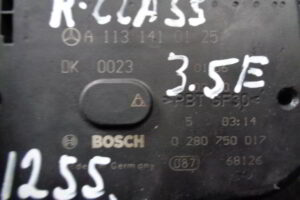 R-CLASS
A 113 141 01 25
DK 0023
3.5E
>PBT GF30<
5 03:14
BOSCH 0 280 750 017
1255.
Germany 087 68126